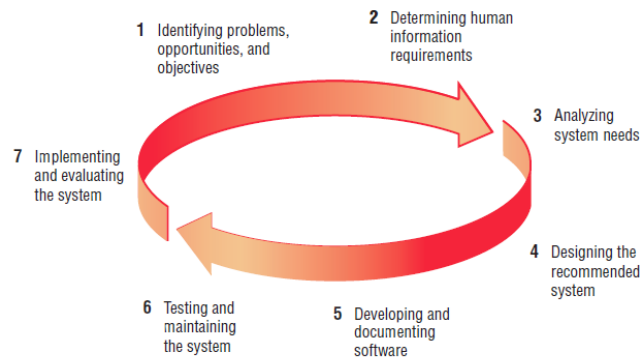 1 Identifying problems,
opportunities, and
objectives
2 Determining human
information
requirements
3 Analyzing
system needs
4 Designing the
recommended
system
5 Developing and
documenting
software
6 Testing and
maintaining
the system
7 Implementing
and evaluating
the system